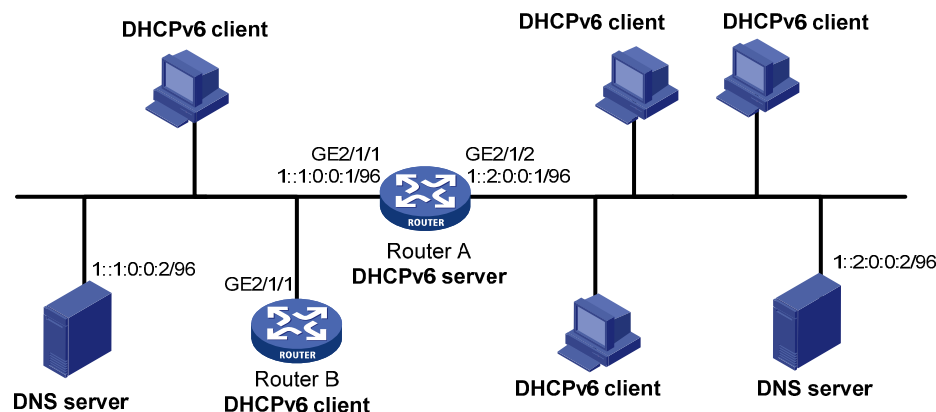 DHCPv6 client
DHCPv6 client
DHCPv6 client
GE2/1/1
1::1:0:0:1/96
GE2/1/2
1::2:0:0:1/96
ROUTER
Router A
DHCPv6 server
1::1:0:0:2/96
GE2/1/1
1::2:0:0:2/96
ROUTER
Router B
DHCPv6 client
DNS server
DHCPv6 client
DNS server